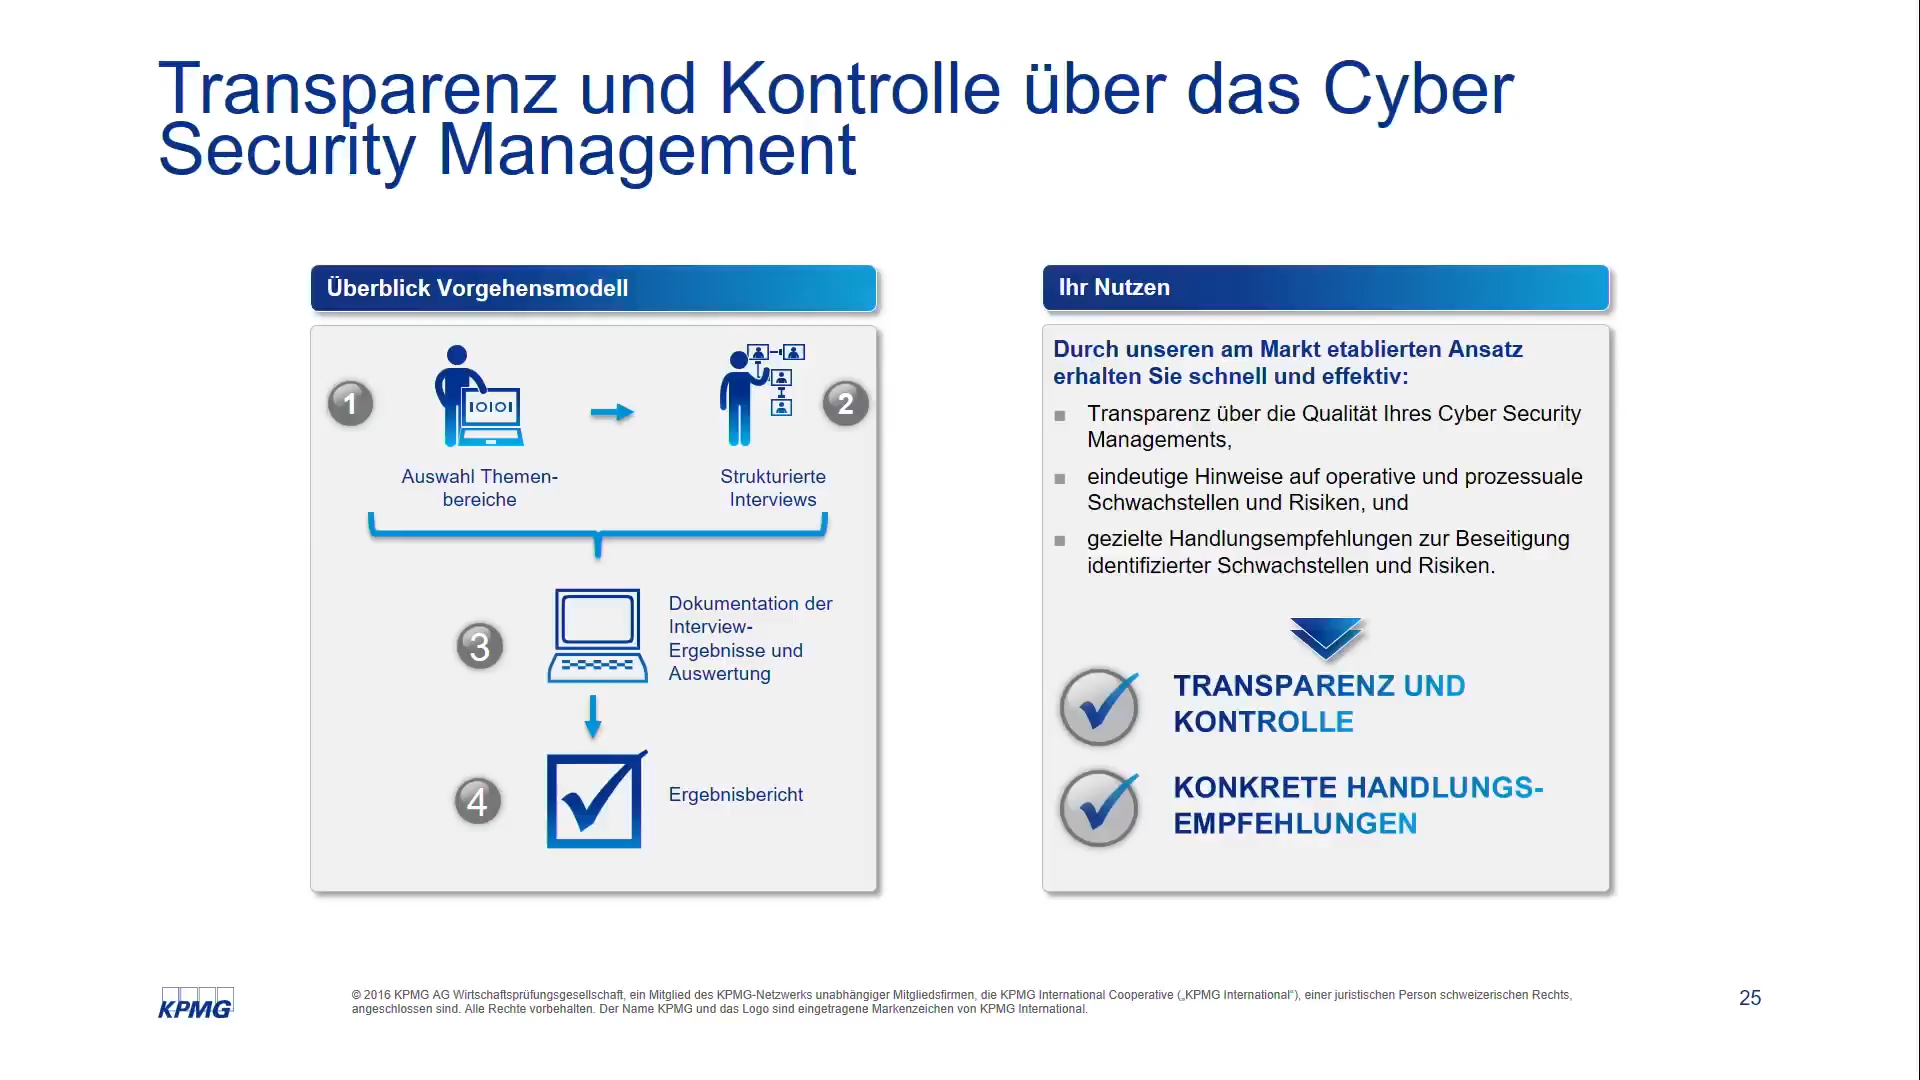 Transparenz und Kontrolle über das Cyber
Security Management
Überblick Vorgehensmodell
1
IOIOI
2
Auswahl Themen-
bereiche
Strukturierte
Interviews
3
Dokumentation der
Interview-
Ergebnisse und
Auswertung
4
Ergebnisbericht
Ihr Nutzen
Durch unseren am Markt etablierten Ansatz
erhalten Sie schnell und effektiv:
Transparenz über die Qualität Ihres Cyber Security
Managements,
eindeutige Hinweise auf operative und prozessuale
Schwachstellen und Risiken, und
gezielte Handlungsempfehlungen zur Beseitigung
identifizierter Schwachstellen und Risiken.
TRANSPARENZ UND
KONTROLLE
KONKRETE HANDLUNGS-
EMPFEHLUNGEN
KPMG
© 2016 KPMG AG Wirtschaftsprüfungsgesellschaft, ein Mitglied des KPMG-Netzwerks unabhängiger Mitgliedsfirmen, die KPMG International Cooperative („KPMG International“), einer juristischen Person schweizerischen Rechts,
angeschlossen sind. Alle Rechte vorbehalten. Der Name KPMG und das Logo sind eingetragene Markenzeichen von KPMG International.
25